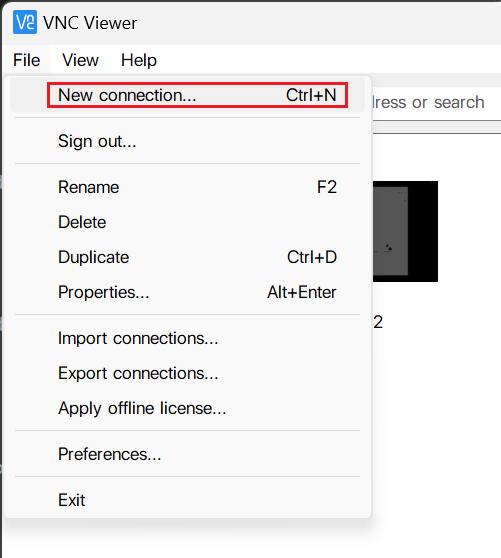 VNC Viewer
File View Help
New connection... Ctrl+N
dress or search
Sign out...
Rename F2
Delete
Duplicate Ctrl+D
Properties... Alt+Enter
2
Import connections...
Export connections...
Apply offline license...
Preferences...
Exit